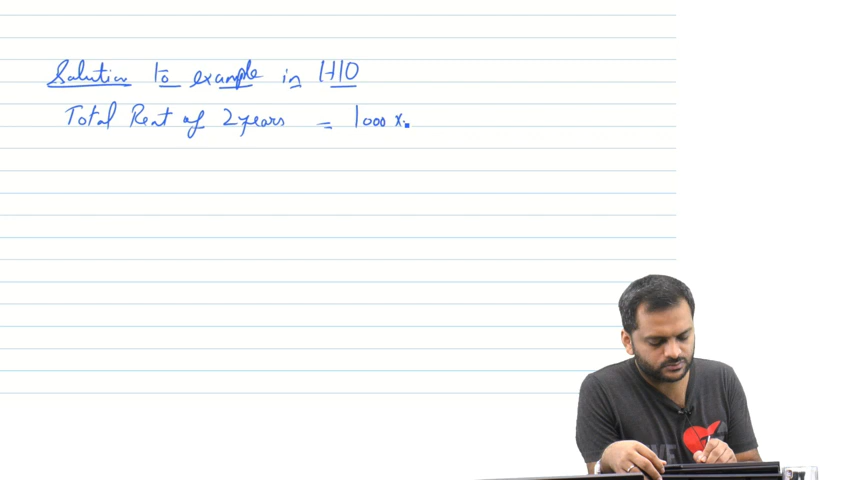 Solution to example in H10
Total Rent of 2 years = 1000 x